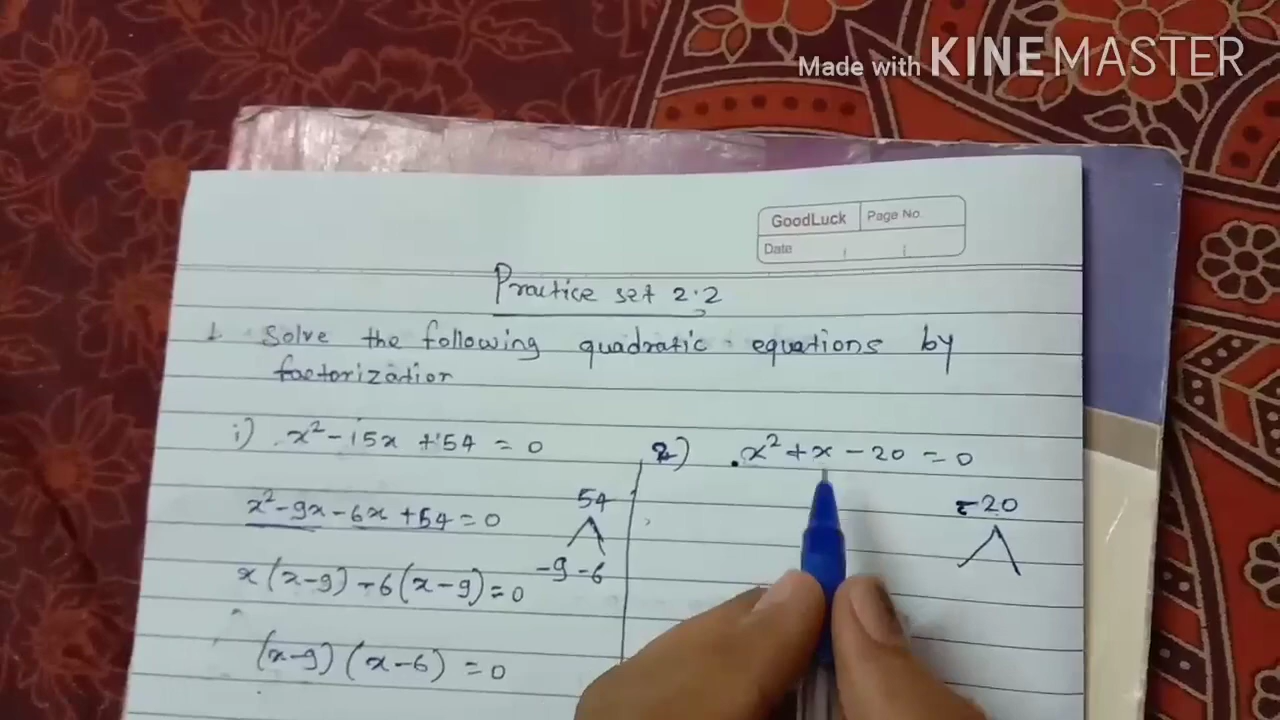 Made with KINEMASTER
GoodLuck Page No.
Date
Practice set 2.2
1. Solve the following quadratic equations by
factorization
i) x² - 15x + 54 = 0
x² - 9x - 6x + 54 = 0
54
-9 -6
x(x-9) - 6(x-9) = 0
(x-9)(x-6) = 0
2) x² + x - 20 = 0
-20